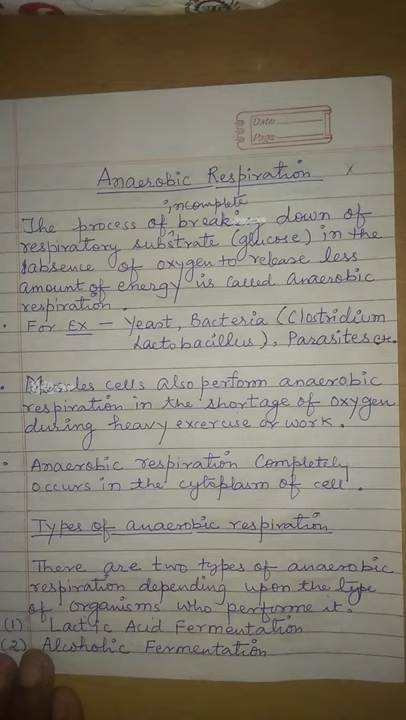 Date:
Page
Anaerobic Respiration x
incomplete
The process of breaking down of
respiratory substrate (glucose) in the
absence of oxygen to release less
amount of energy is called anaerobic
respiration.
• For Ex - Yeast, Bacteria (Clostridium
Lactobacillus), Parasites etc.
• Muscles cells also perform anaerobic
respiration in the shortage of oxygen
during heavy excercise or work.
• Anaerobic respiration Completely
occurs in the cytoplasm of cell.
Types of anaerobic respiration
There are two types of anaerobic
respiration depending upon the type
of organisms who performe it.
(1) Lactic Acid Fermentation
(2) Alcoholic Fermentation